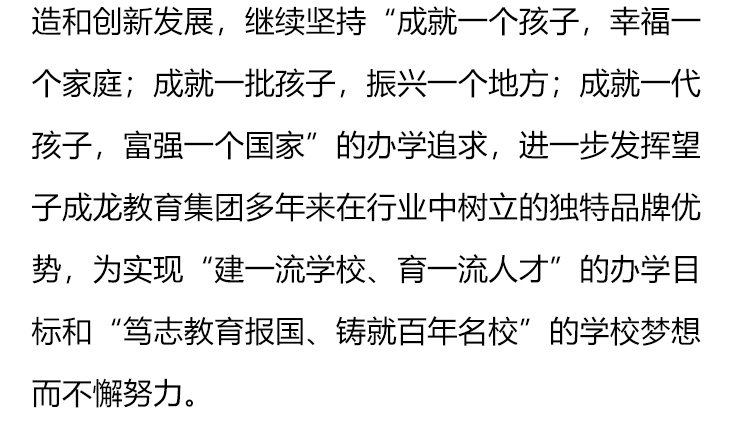 造和创新发展，继续坚持“成就一个孩子，幸福一
个家庭；成就一批孩子，振兴一个地方；成就一代
孩子，富强一个国家”的办学追求，进一步发挥望
子成龙教育集团多年来在行业中树立的独特品牌优
势，为实现“建一流学校、育一流人才”的办学目
标和“笃志教育报国、铸就百年名校”的学校梦想
而不懈努力。